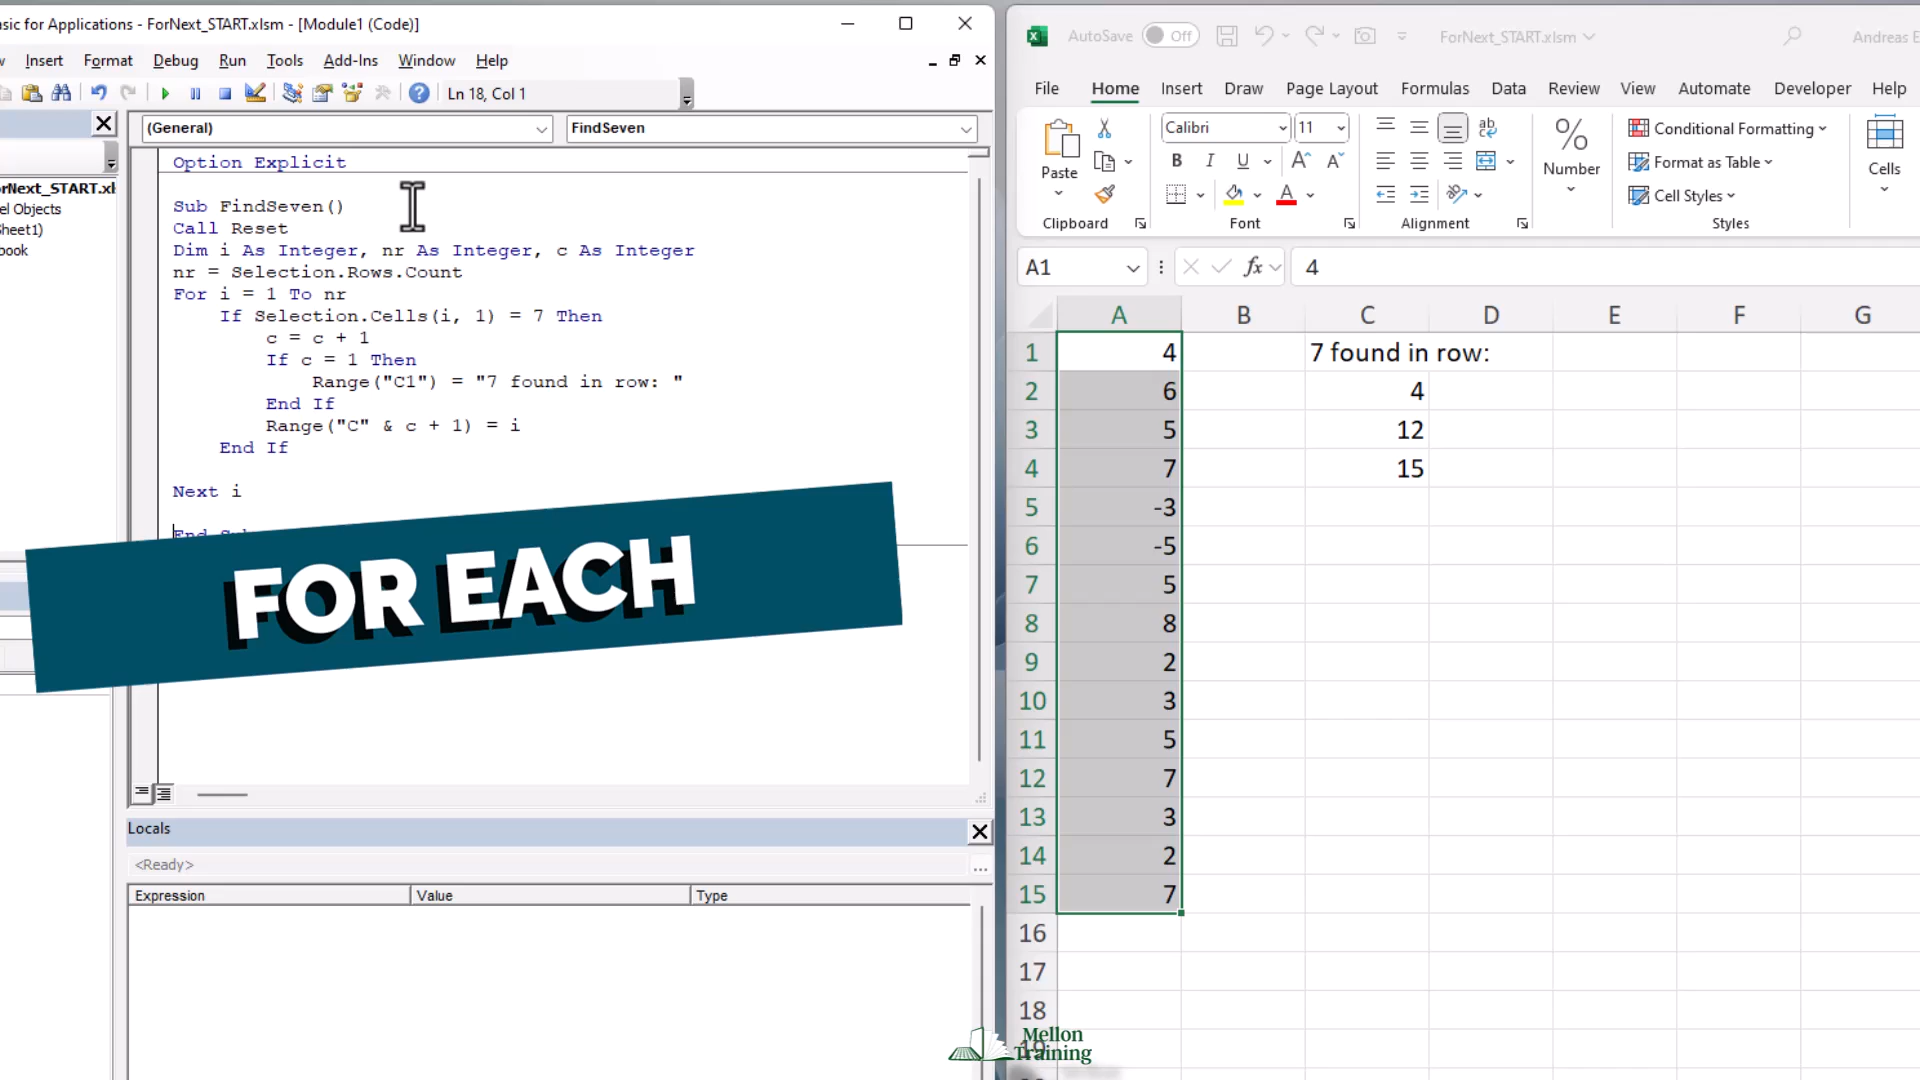 asic for Applications - ForNext_START.xlsm - [Module1 (Code)]
Insert Format Debug Run Tools Add-Ins Window Help
Ln 18, Col 1
(General)
FindSeven
orNext_START.xl
el Objects
heet1)
book
Option Explicit
Sub FindSeven()
Call Reset
Dim i As Integer, nr As Integer, c As Integer
nr = Selection.Rows.Count
For i = 1 To nr
If Selection.Cells(i, 1) = 7 Then
c = c + 1
If c = 1 Then
Range("C1") = "7 found in row: "
End If
Range("C" & c + 1) = i
End If
Next i
FOR EACH
Locals
<Ready>
Expression Value Type
AutoSave Off
ForNext_START.xlsm
Andreas E
File Home Insert Draw Page Layout Formulas Data Review View Automate Developer Help
Paste
Clipboard
Calibri 11
B I U
Font
ab
Alignment
%
Number
Conditional Formatting
Format as Table
Cell Styles
Styles
Cells
A1
fx
4
A B C D E F G
1 4 7 found in row:
2 6 4
3 5 12
4 7 15
5 -3
6 -5
7 5
8 8
9 2
10 3
11 5
12 7
13 3
14 2
15 7
16
17
18
Mellon
Training